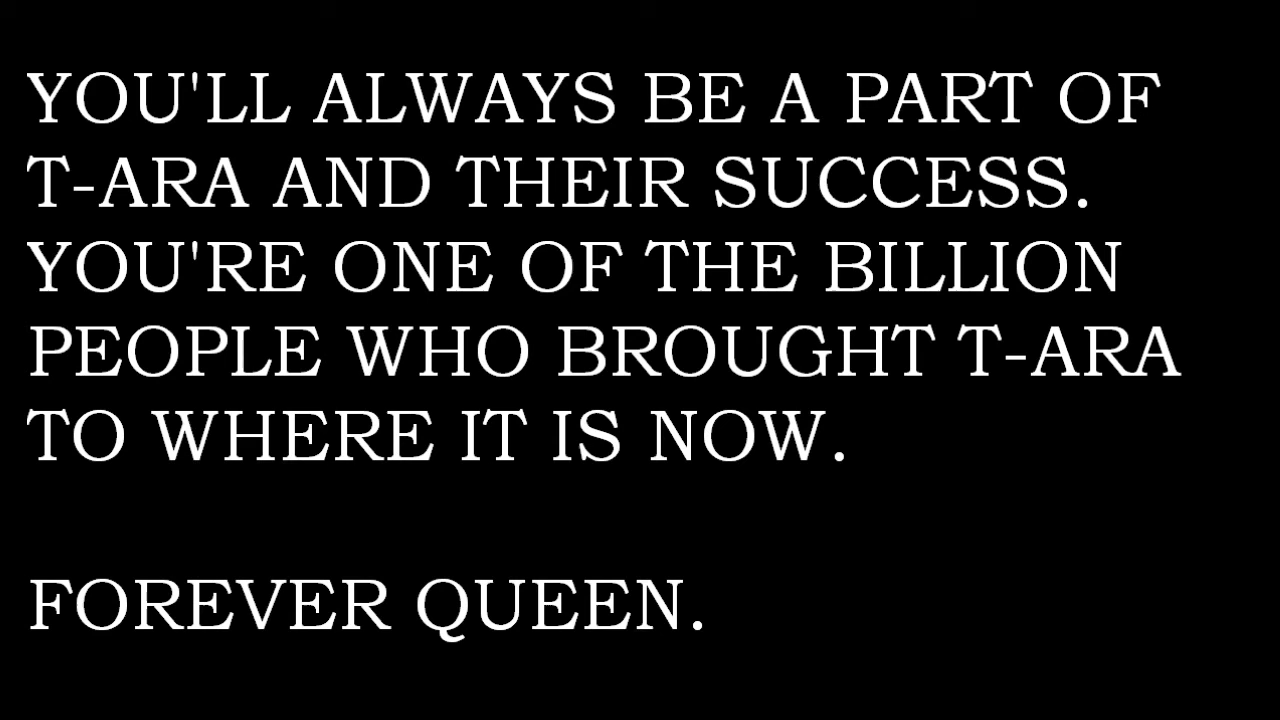 YOU'LL ALWAYS BE A PART OF
T-ARA AND THEIR SUCCESS.
YOU'RE ONE OF THE BILLION
PEOPLE WHO BROUGHT T-ARA
TO WHERE IT IS NOW.
FOREVER QUEEN.